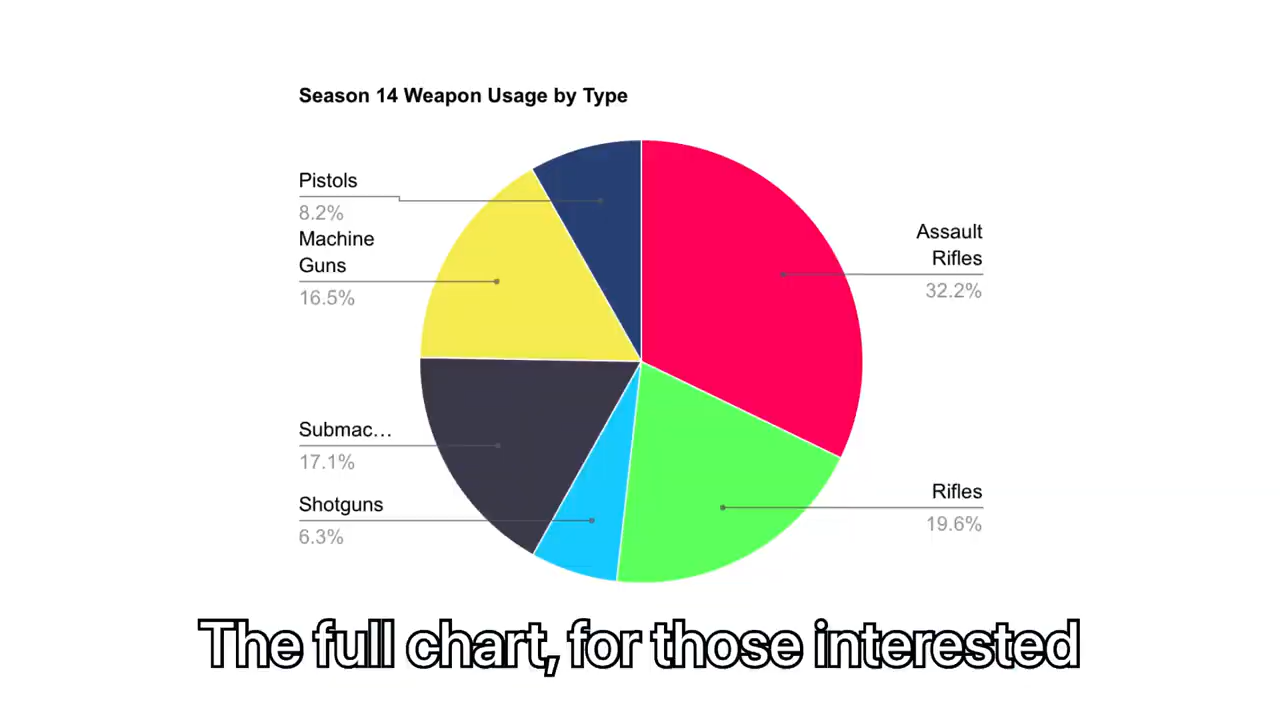 Season 14 Weapon Usage by Type
Pistols
8.2%
Machine
Guns
16.5%
Submac…
17.1%
Shotguns
6.3%
Assault
Rifles
32.2%
Rifles
19.6%
The full chart, for those interested